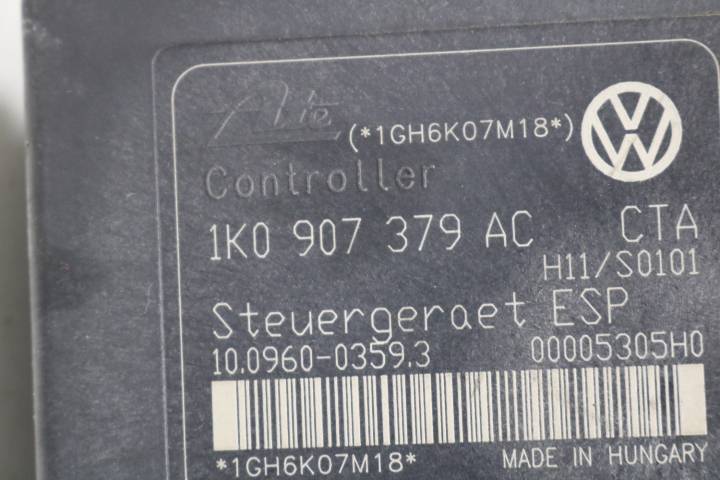 Ate (*1GH6K07M18*)
Controller
1K0 907 379 AC CTA
H11/S0101
Steuergeraet ESP
10.0960-0359.3 00005305H0
*1GH6K07M18* MADE IN HUNGARY